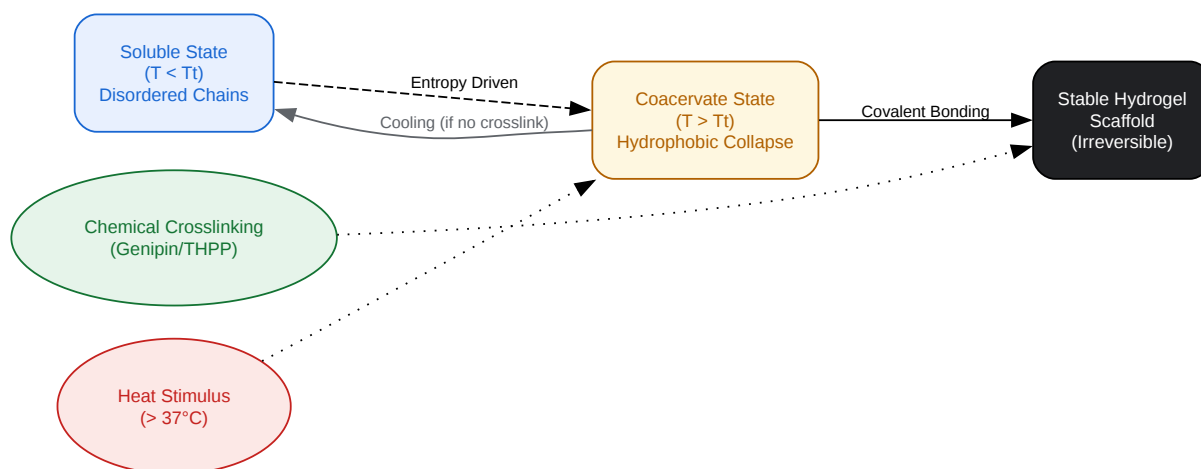 Soluble State
(T < Tt)
Disordered Chains
Entropy Driven
Cooling (if no crosslink)
Coacervate State
(T > Tt)
Hydrophobic Collapse
Covalent Bonding
Stable Hydrogel
Scaffold
(Irreversible)
Chemical Crosslinking
(Genipin/THPP)
Heat Stimulus
(> 37°C)